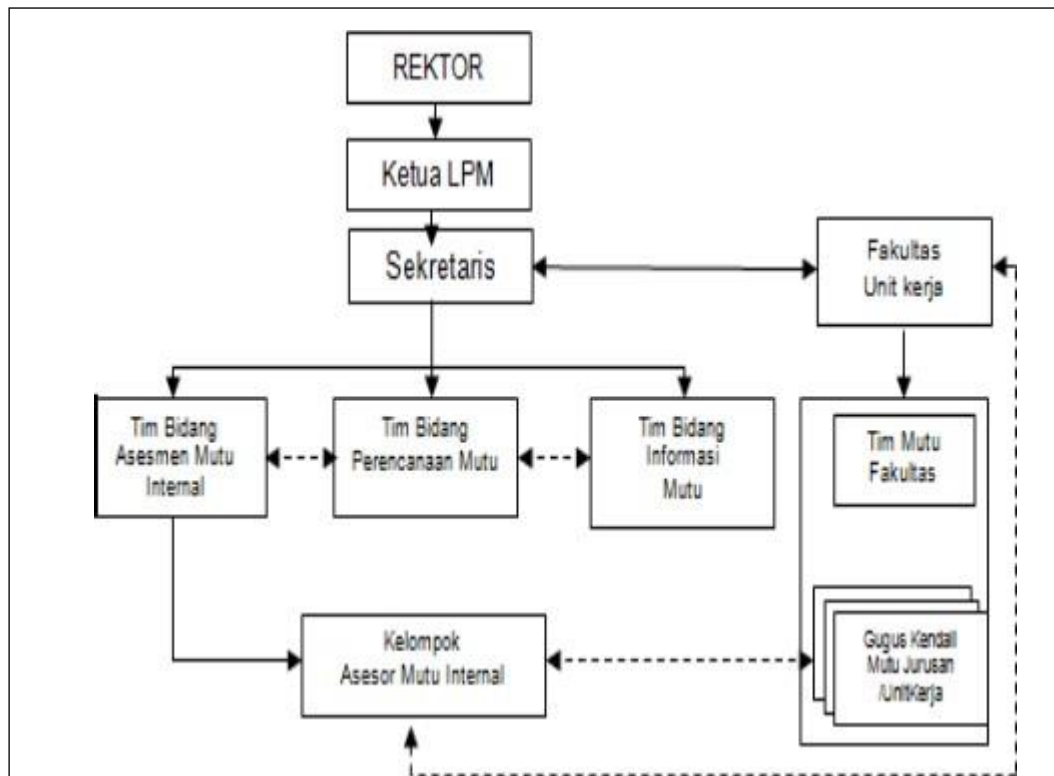 REKTOR
Ketua LPM
Sekretaris
Fakultas
Unit kerja
Tim Bidang
Asesmen Mutu
Internal
Tim Bidang
Perencanaan Mutu
Tim Bidang
Informasi
Mutu
Tim Mutu
Fakultas
Kelompok
Asesor Mutu Internal
Gugus Kendall
Mutu Jurusan
/UnitKerja